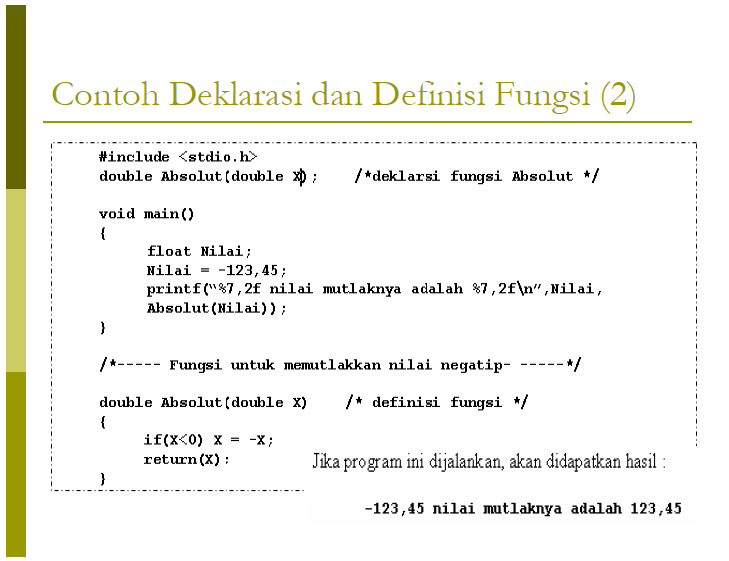 Contoh Deklarasi dan Definisi Fungsi (2)
#include <stdio.h>
double Absolut(double X); /*deklarsi fungsi Absolut */
void main()
{
float Nilai;
Nilai = -123,45;
printf(“%7,2f nilai mutlaknya adalah %7,2f\n”,Nilai,
Absolut(Nilai));
}
/*----- Fungsi untuk memutlakkan nilai negatip- -----*/
double Absolut(double X) /* definisi fungsi */
{
if(X<0) X = -X;
return(X):
}
Jika program ini dijalankan, akan didapatkan hasil :
-123,45 nilai mutlaknya adalah 123,45